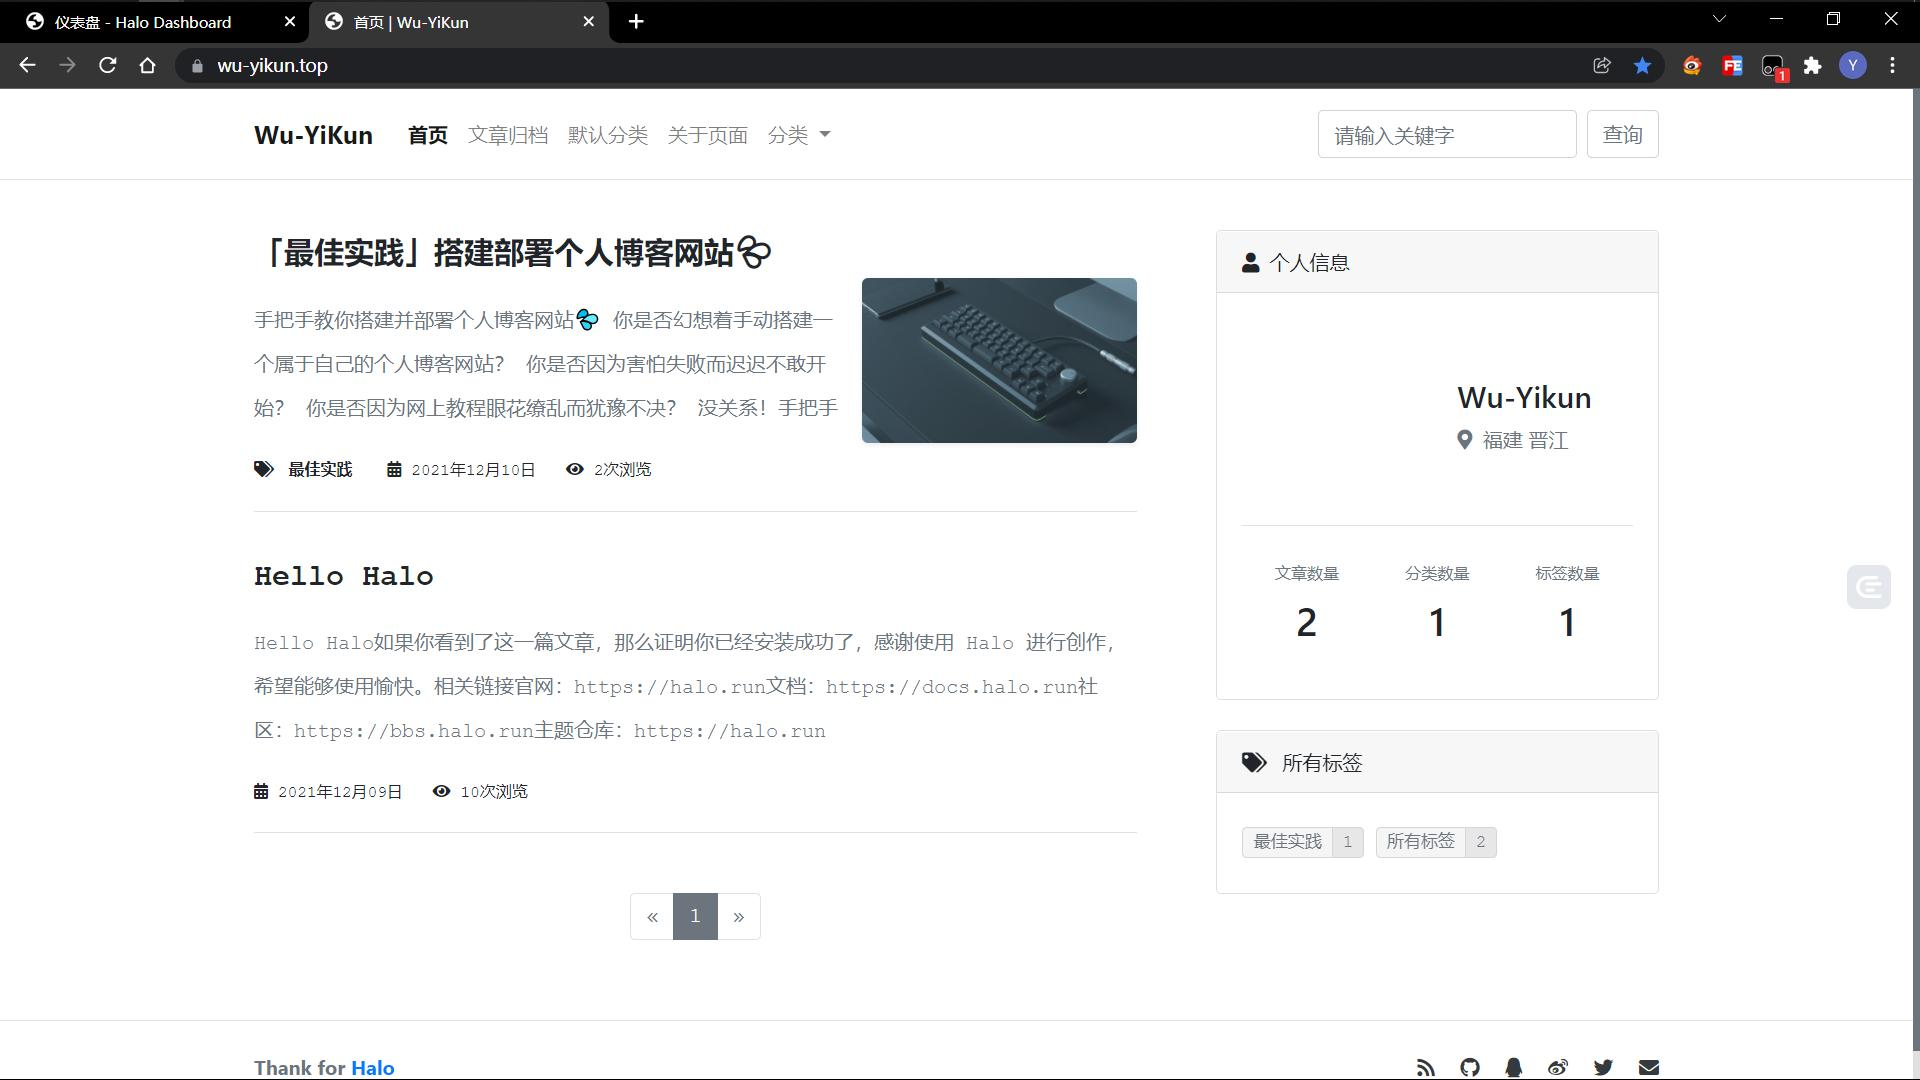 仪表盘 - Halo Dashboard
首页 | Wu-YiKun
wu-yikun.top
1
Y
Wu-YiKun 首页 文章归档 默认分类 关于页面 分类
请输入关键字 查询
「最佳实践」搭建部署个人博客网站
手把手教你搭建并部署个人博客网站 你是否幻想着手动搭建一
个属于自己的个人博客网站? 你是否因为害怕失败而迟迟不敢开
始? 你是否因为网上教程眼花缭乱而犹豫不决? 没关系！手把手
最佳实践 2021年12月10日 2次浏览
Hello Halo
Hello Halo如果你看到了这一篇文章，那么证明你已经安装成功了，感谢使用 Halo 进行创作，
希望能够使用愉快。相关链接官网：https://halo.run文档：https://docs.halo.run社
区：https://bbs.halo.run主题仓库：https://halo.run
2021年12月09日 10次浏览
« 1 »
个人信息
Wu-Yikun
福建 晋江
文章数量 分类数量 标签数量
2 1 1
所有标签
最佳实践 1 所有标签 2
Thank for Halo